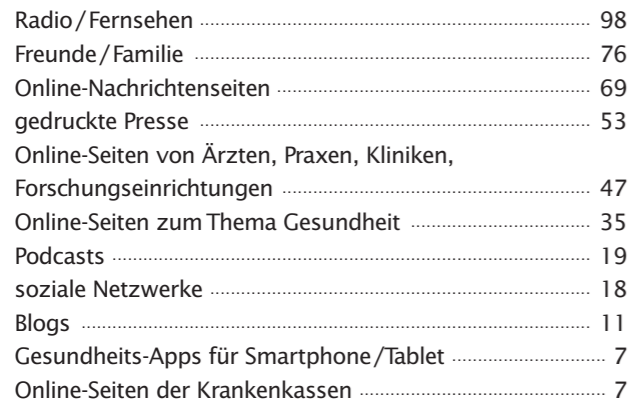 Radio/Fernsehen 98
Freunde/Familie 76
Online-Nachrichtenseiten 69
gedruckte Presse 53
Online-Seiten von Ärzten, Praxen, Kliniken,
Forschungseinrichtungen 47
Online-Seiten zum Thema Gesundheit 35
Podcasts 19
soziale Netzwerke 18
Blogs 11
Gesundheits-Apps für Smartphone/Tablet 7
Online-Seiten der Krankenkassen 7